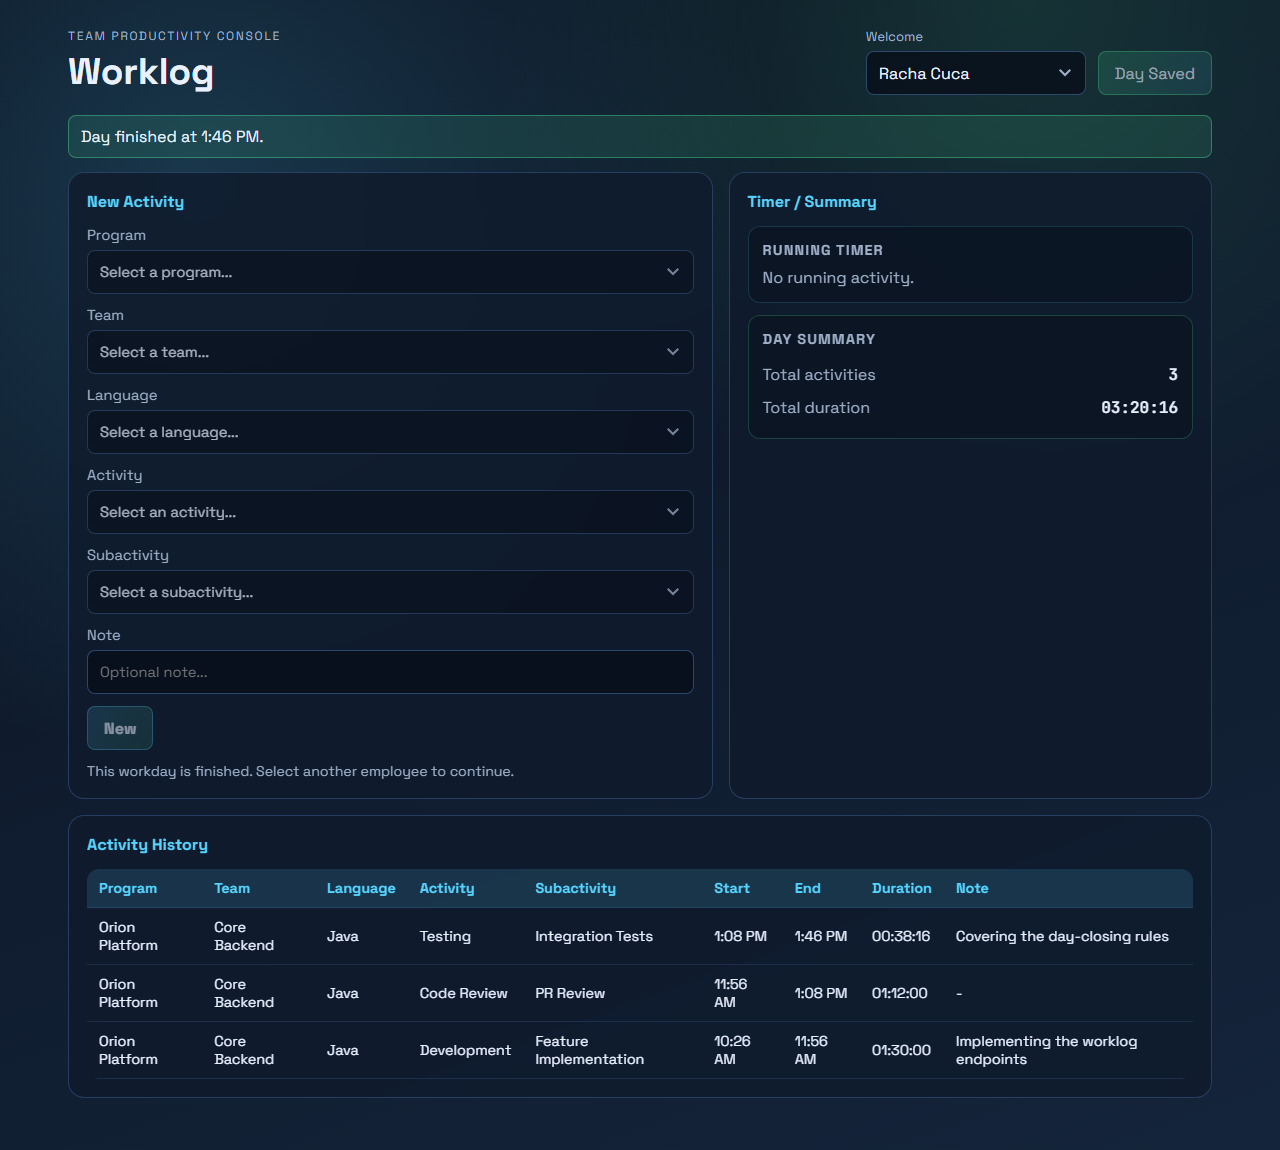 TEAM PRODUCTIVITY CONSOLE
Worklog
Welcome
Racha Cuca
Day Saved
Day finished at 1:46 PM.
New Activity
Program
Select a program...
Team
Select a team...
Language
Select a language...
Activity
Select an activity...
Subactivity
Select a subactivity...
Note
Optional note...
New
This workday is finished. Select another employee to continue.
Timer / Summary
RUNNING TIMER
No running activity.
DAY SUMMARY
Total activities 3
Total duration 03:20:16
Activity History
Program Team Language Activity Subactivity Start End Duration Note
Orion Platform Core Backend Java Testing Integration Tests 1:08 PM 1:46 PM 00:38:16 Covering the day-closing rules
Orion Platform Core Backend Java Code Review PR Review 11:56 AM 1:08 PM 01:12:00 -
Orion Platform Core Backend Java Development Feature Implementation 10:26 AM 11:56 AM 01:30:00 Implementing the worklog endpoints